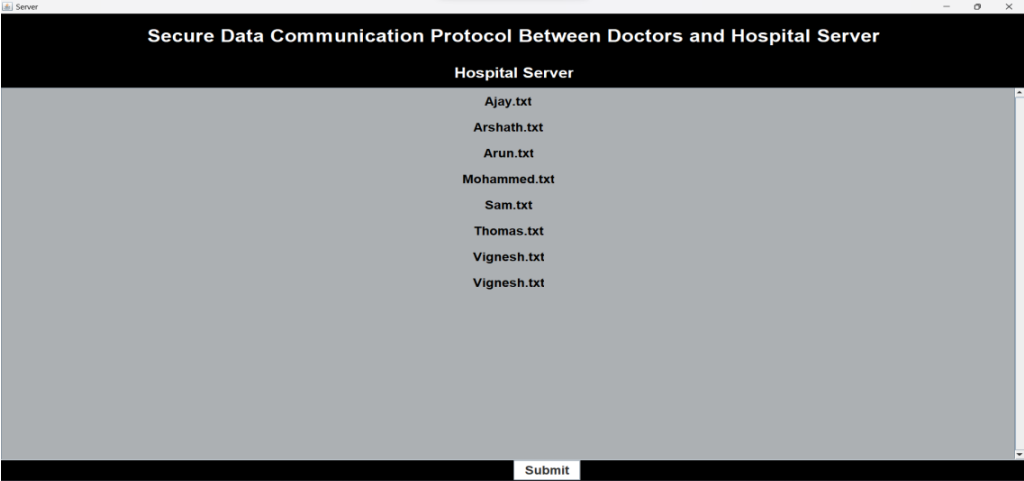 Server
Secure Data Communication Protocol Between Doctors and Hospital Server
Hospital Server
Ajay.txt
Arshath.txt
Arun.txt
Mohammed.txt
Sam.txt
Thomas.txt
Vignesh.txt
Vignesh.txt
Submit